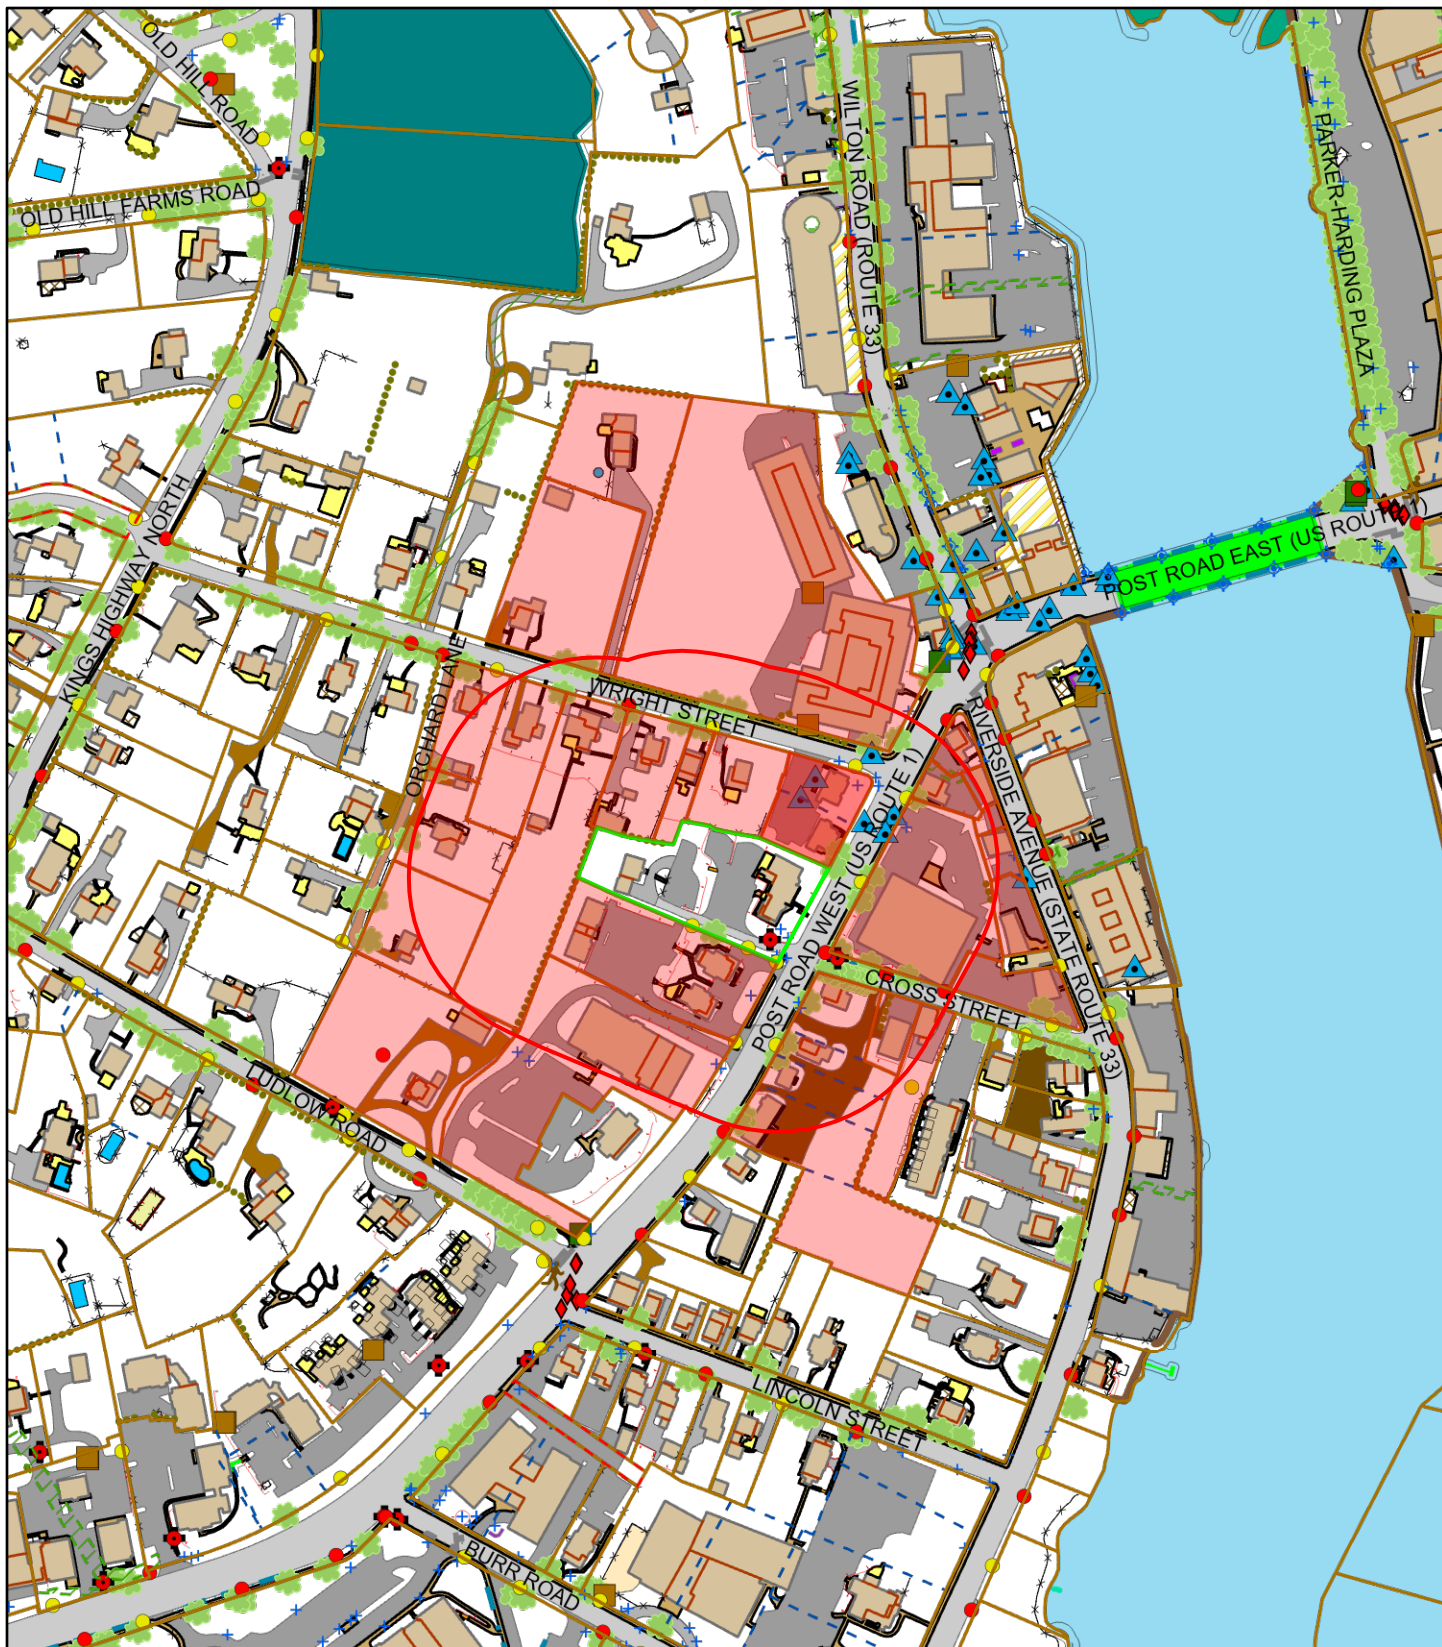 OLD HILL ROAD
OLD HILL FARMS ROAD
WILTON ROAD (ROUTE 33)
PARKER-HARDING PLAZA
KINGS HIGHWAY NORTH
POST ROAD EAST (US ROUTE 1)
ORCHARD LANE
WRIGHT STREET
RIVERSIDE AVENUE (STATE ROUTE 33)
POST ROAD WEST (US ROUTE 1)
CROSS STREET
LUDLOW ROAD
LINCOLN STREET
BURR ROAD